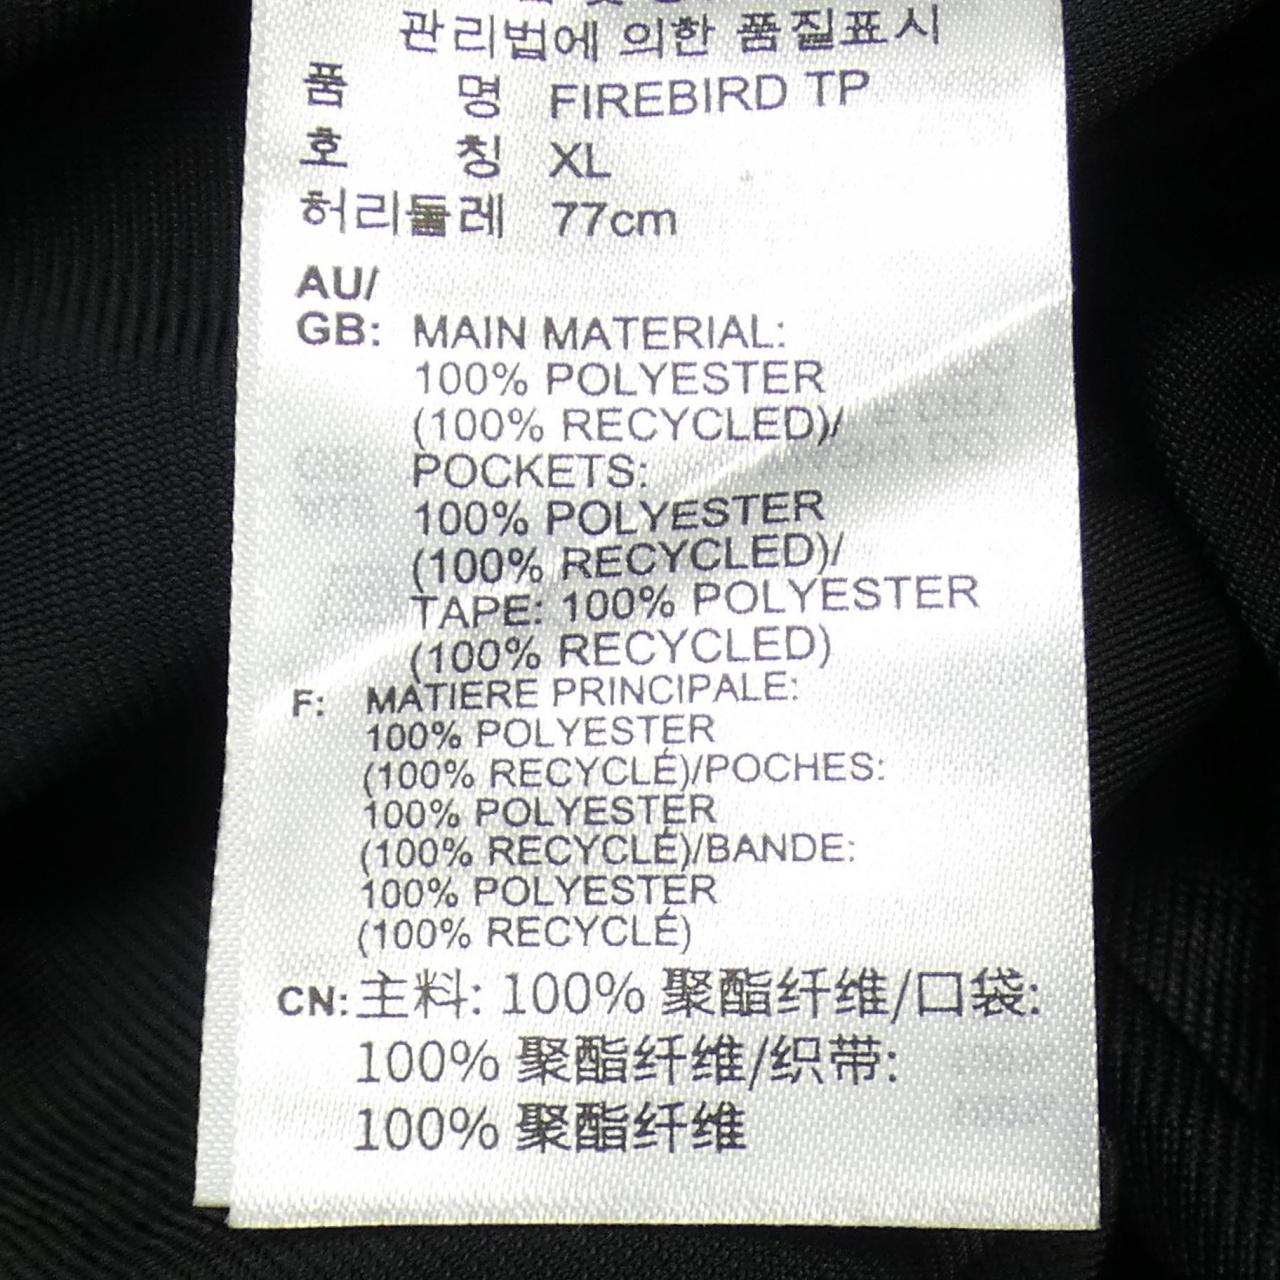 관리법에 의한 품질표시
품 명 FIREBIRD TP
호 칭 XL
허리둘레 77cm
AU/
GB: MAIN MATERIAL:
100% POLYESTER
(100% RECYCLED)/
POCKETS:
100% POLYESTER
(100% RECYCLED)/
TAPE: 100% POLYESTER
(100% RECYCLED)
F: MATIERE PRINCIPALE:
100% POLYESTER
(100% RECYCLÉ)/POCHES:
100% POLYESTER
(100% RECYCLÉ)/BANDE:
100% POLYESTER
(100% RECYCLÉ)
CN: 主料: 100% 聚酯纤维/口袋:
100% 聚酯纤维/织带:
100% 聚酯纤维